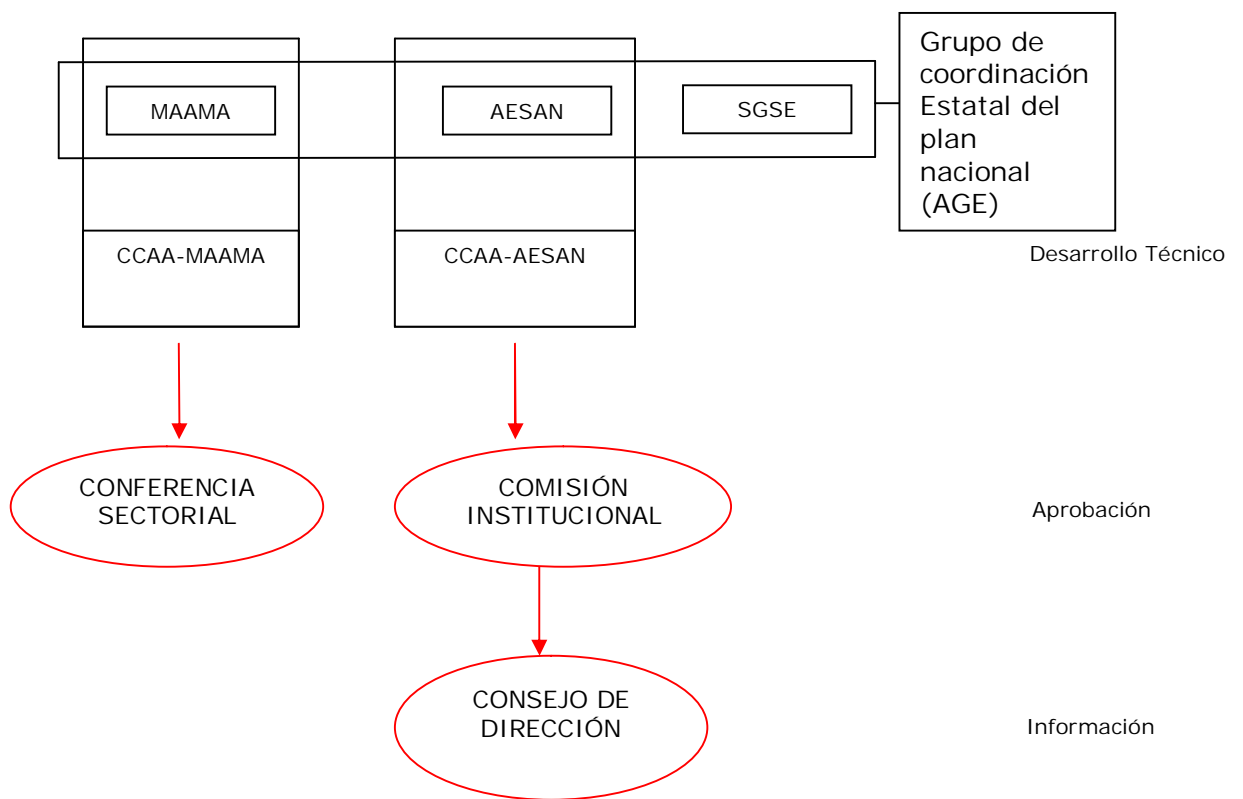 Grupo de
coordinación
Estatal del
plan
nacional
(AGE)
MAAMA
AESAN
SGSE
CCAA-MAAMA
CCAA-AESAN
Desarrollo Técnico
CONFERENCIA
SECTORIAL
COMISIÓN
INSTITUCIONAL
Aprobación
CONSEJO DE
DIRECCIÓN
Información